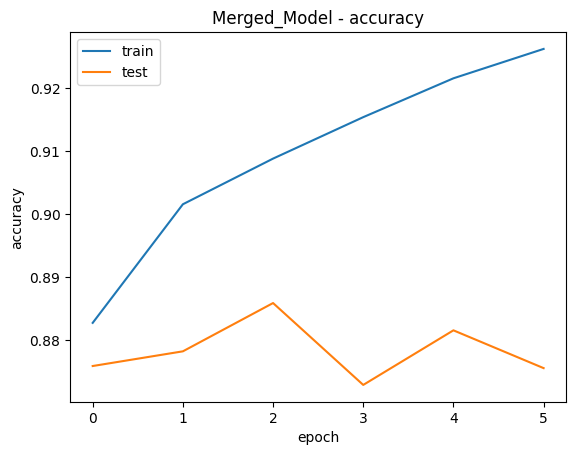 Merged_Model - accuracy
train
test
0.92
0.91
0.90
0.89
0.88
accuracy
0 1 2 3 4 5
epoch